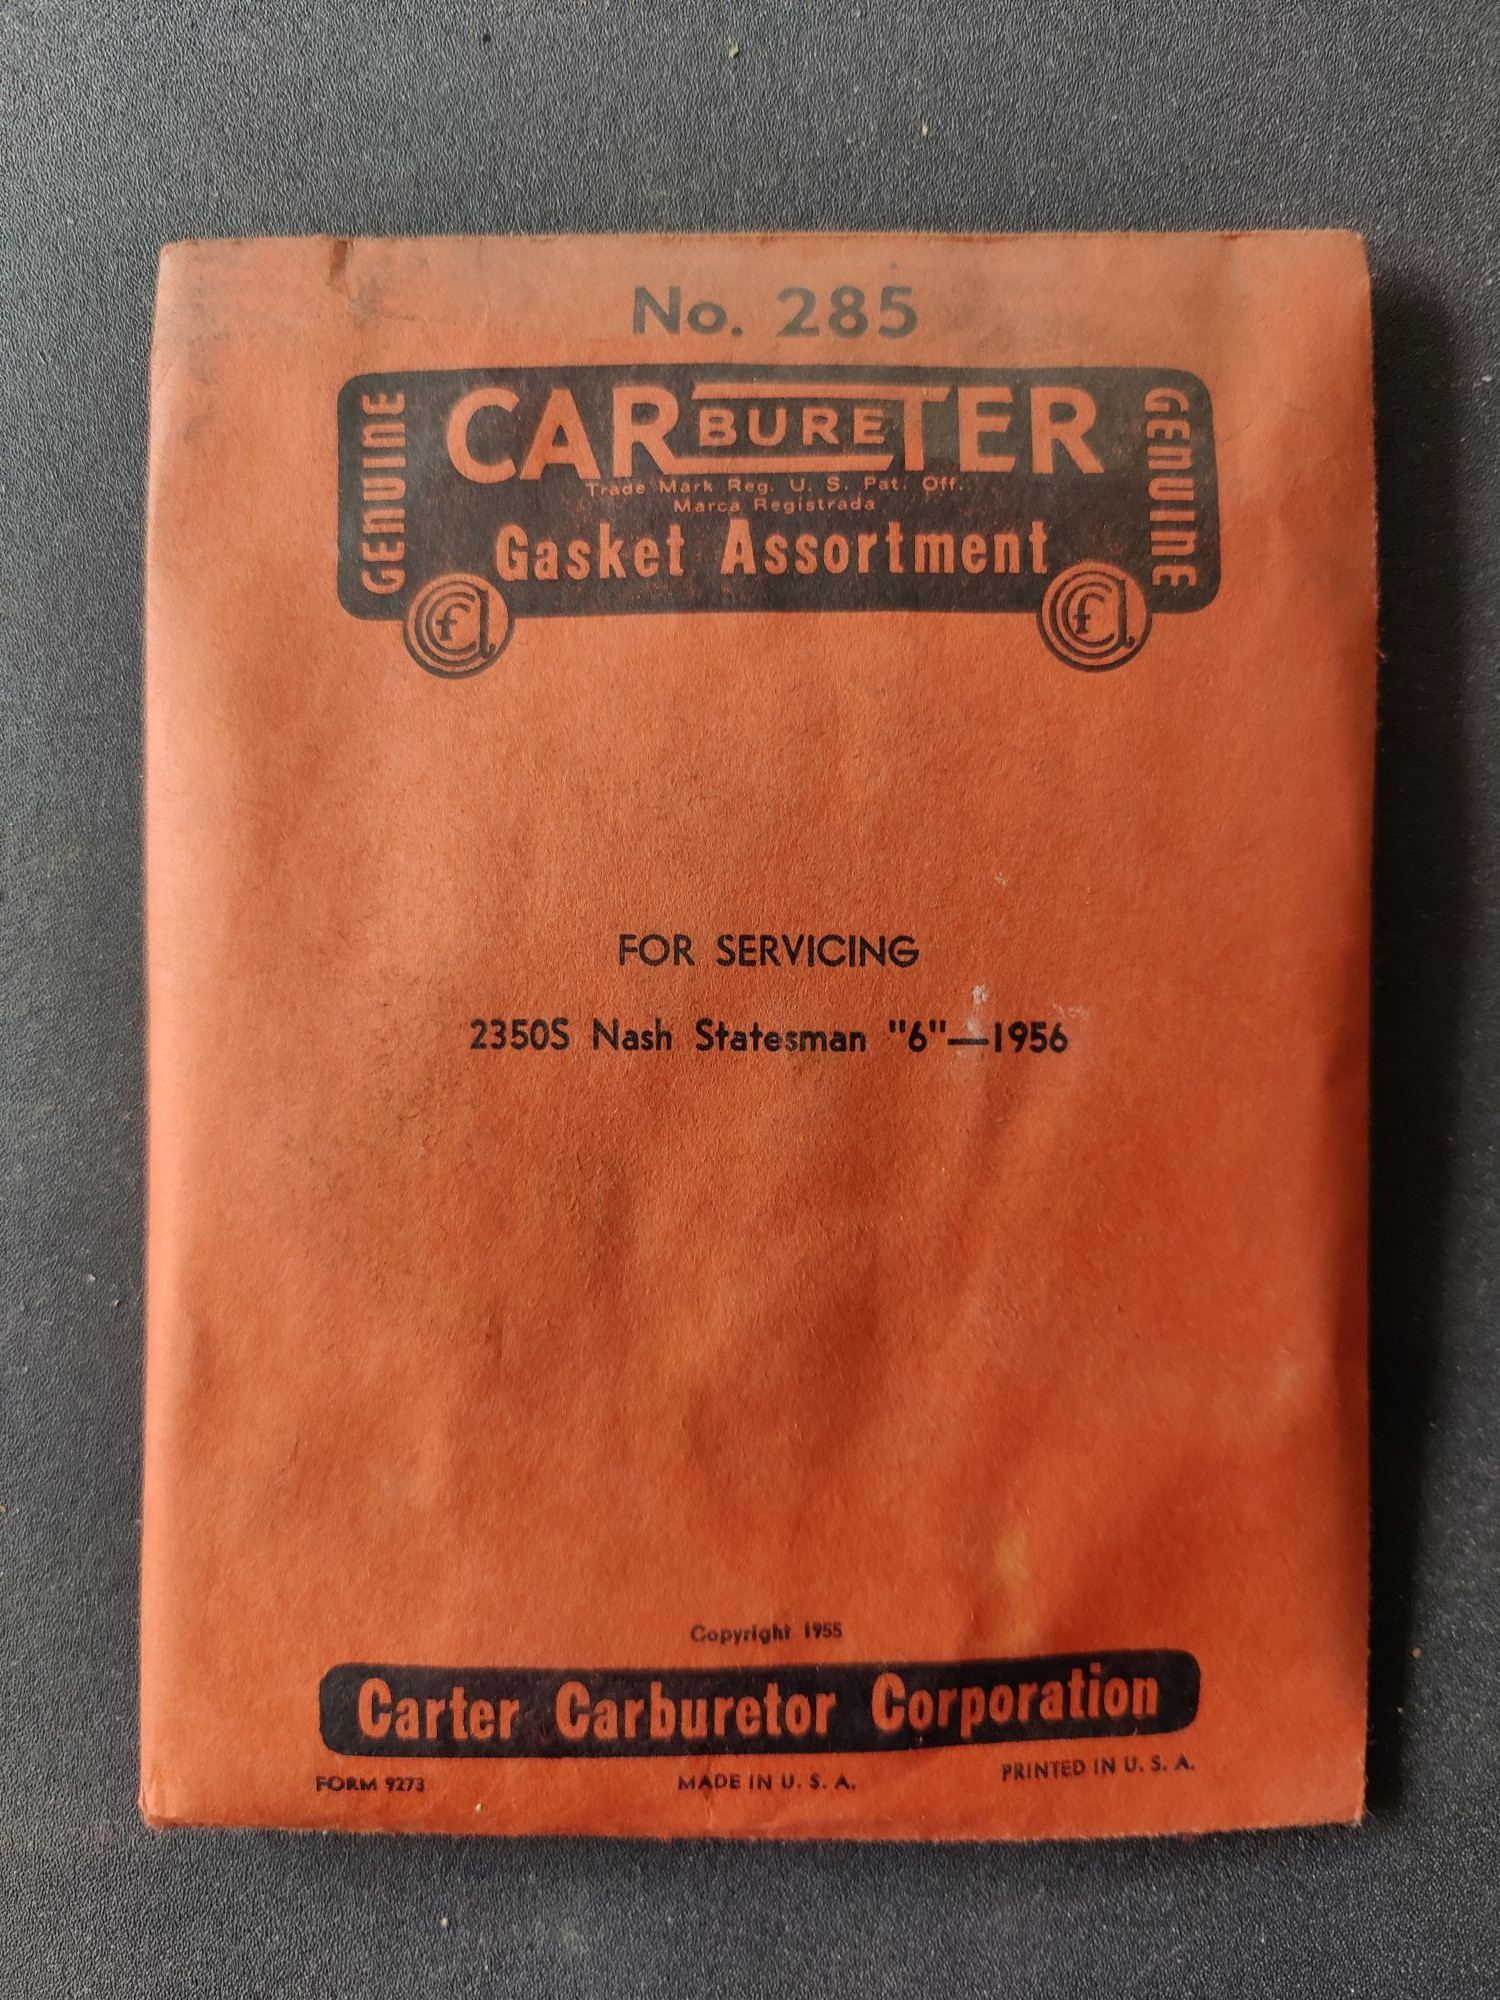 No. 285
GENUINE
CARBURETER
GENUINE
Trade Mark Reg. U. S. Pat. Off.
Marca Registrada
Gasket Assortment
FOR SERVICING
2350S Nash Statesman "6"—1956
Copyright 1955
Carter Carburetor Corporation
FORM 9273 MADE IN U. S. A. PRINTED IN U. S. A.